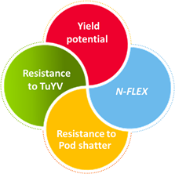 Yield
potential
Resistance
to TuYV
N-FLEX
Resistance to
Pod shatter